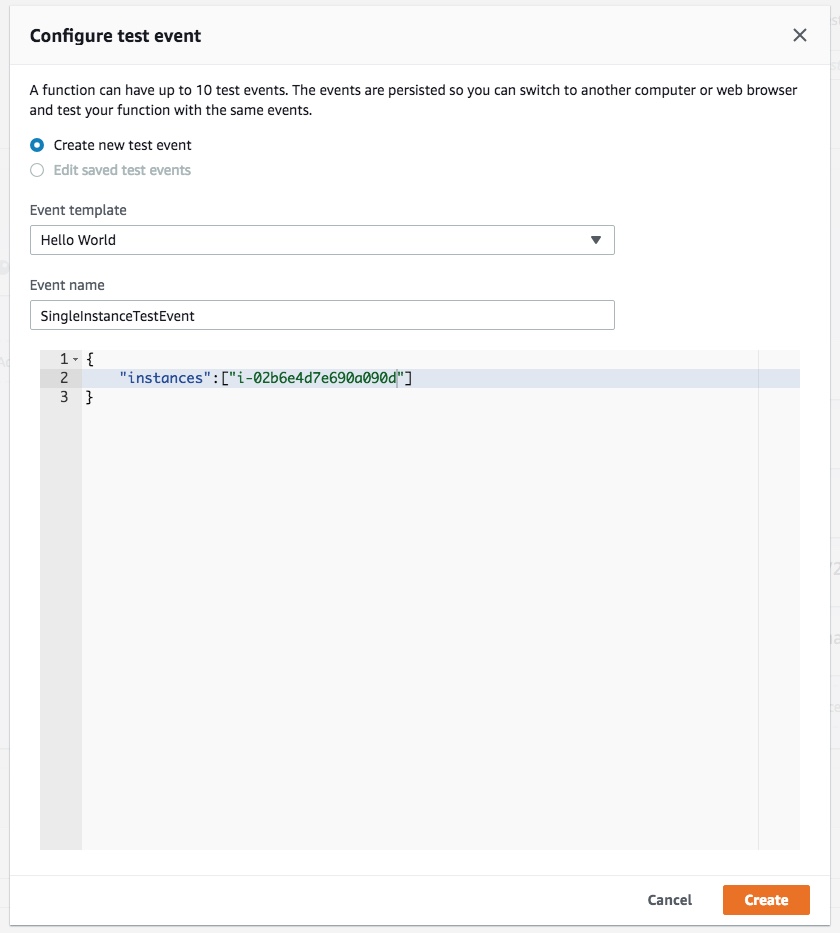 Configure test event
A function can have up to 10 test events. The events are persisted so you can switch to another computer or web browser
and test your function with the same events.
Create new test event
Edit saved test events
Event template
Hello World
Event name
SingleInstanceTestEvent
1 {
2 "instances":["i-02b6e4d7e690a090d"]
3 }
Cancel
Create